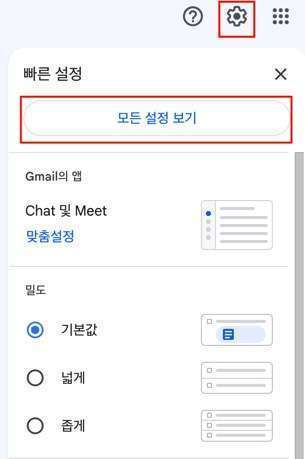 빠른 설정
모든 설정 보기
Gmail의 앱
Chat 및 Meet
맞춤설정
밀도
기본값
넓게
좁게